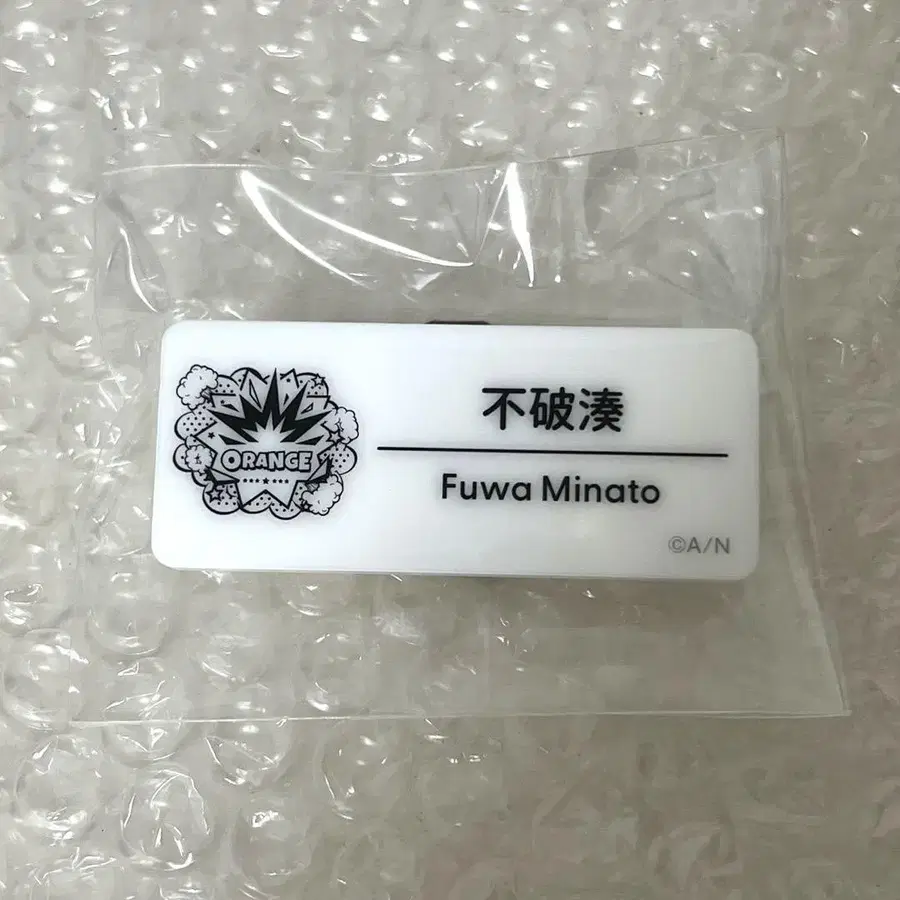 ORANGE
不破湊
Fuwa Minato
©A/N